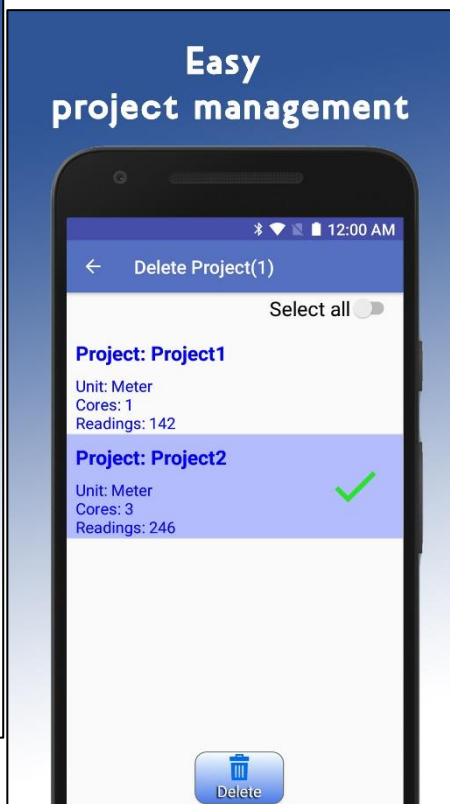 Easy
project management
12:00 AM
Delete Project(1)
Select all
Project: Project1
Unit: Meter
Cores: 1
Readings: 142
Project: Project2
Unit: Meter
Cores: 3
Readings: 246
Delete